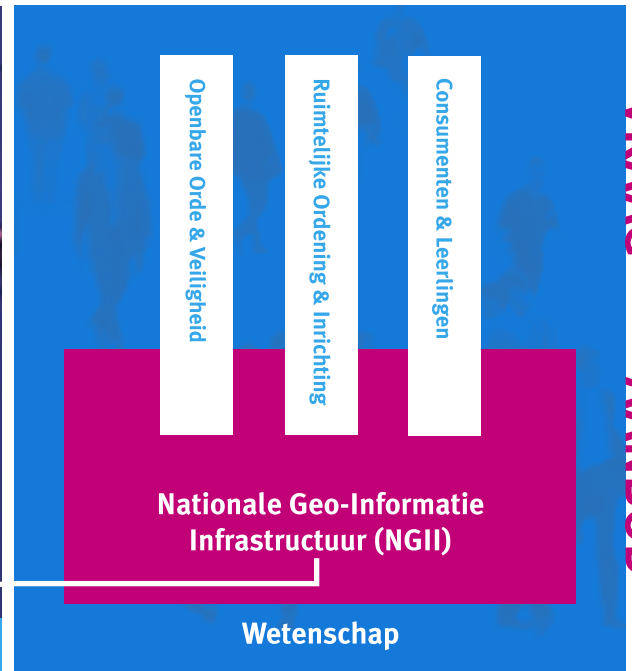 Openbare Orde & Veiligheid
Ruimtelijke Ordening & Inrichting
Consumenten & Leerlingen
Nationale Geo-Informatie
Infrastructuur (NGII)
Wetenschap